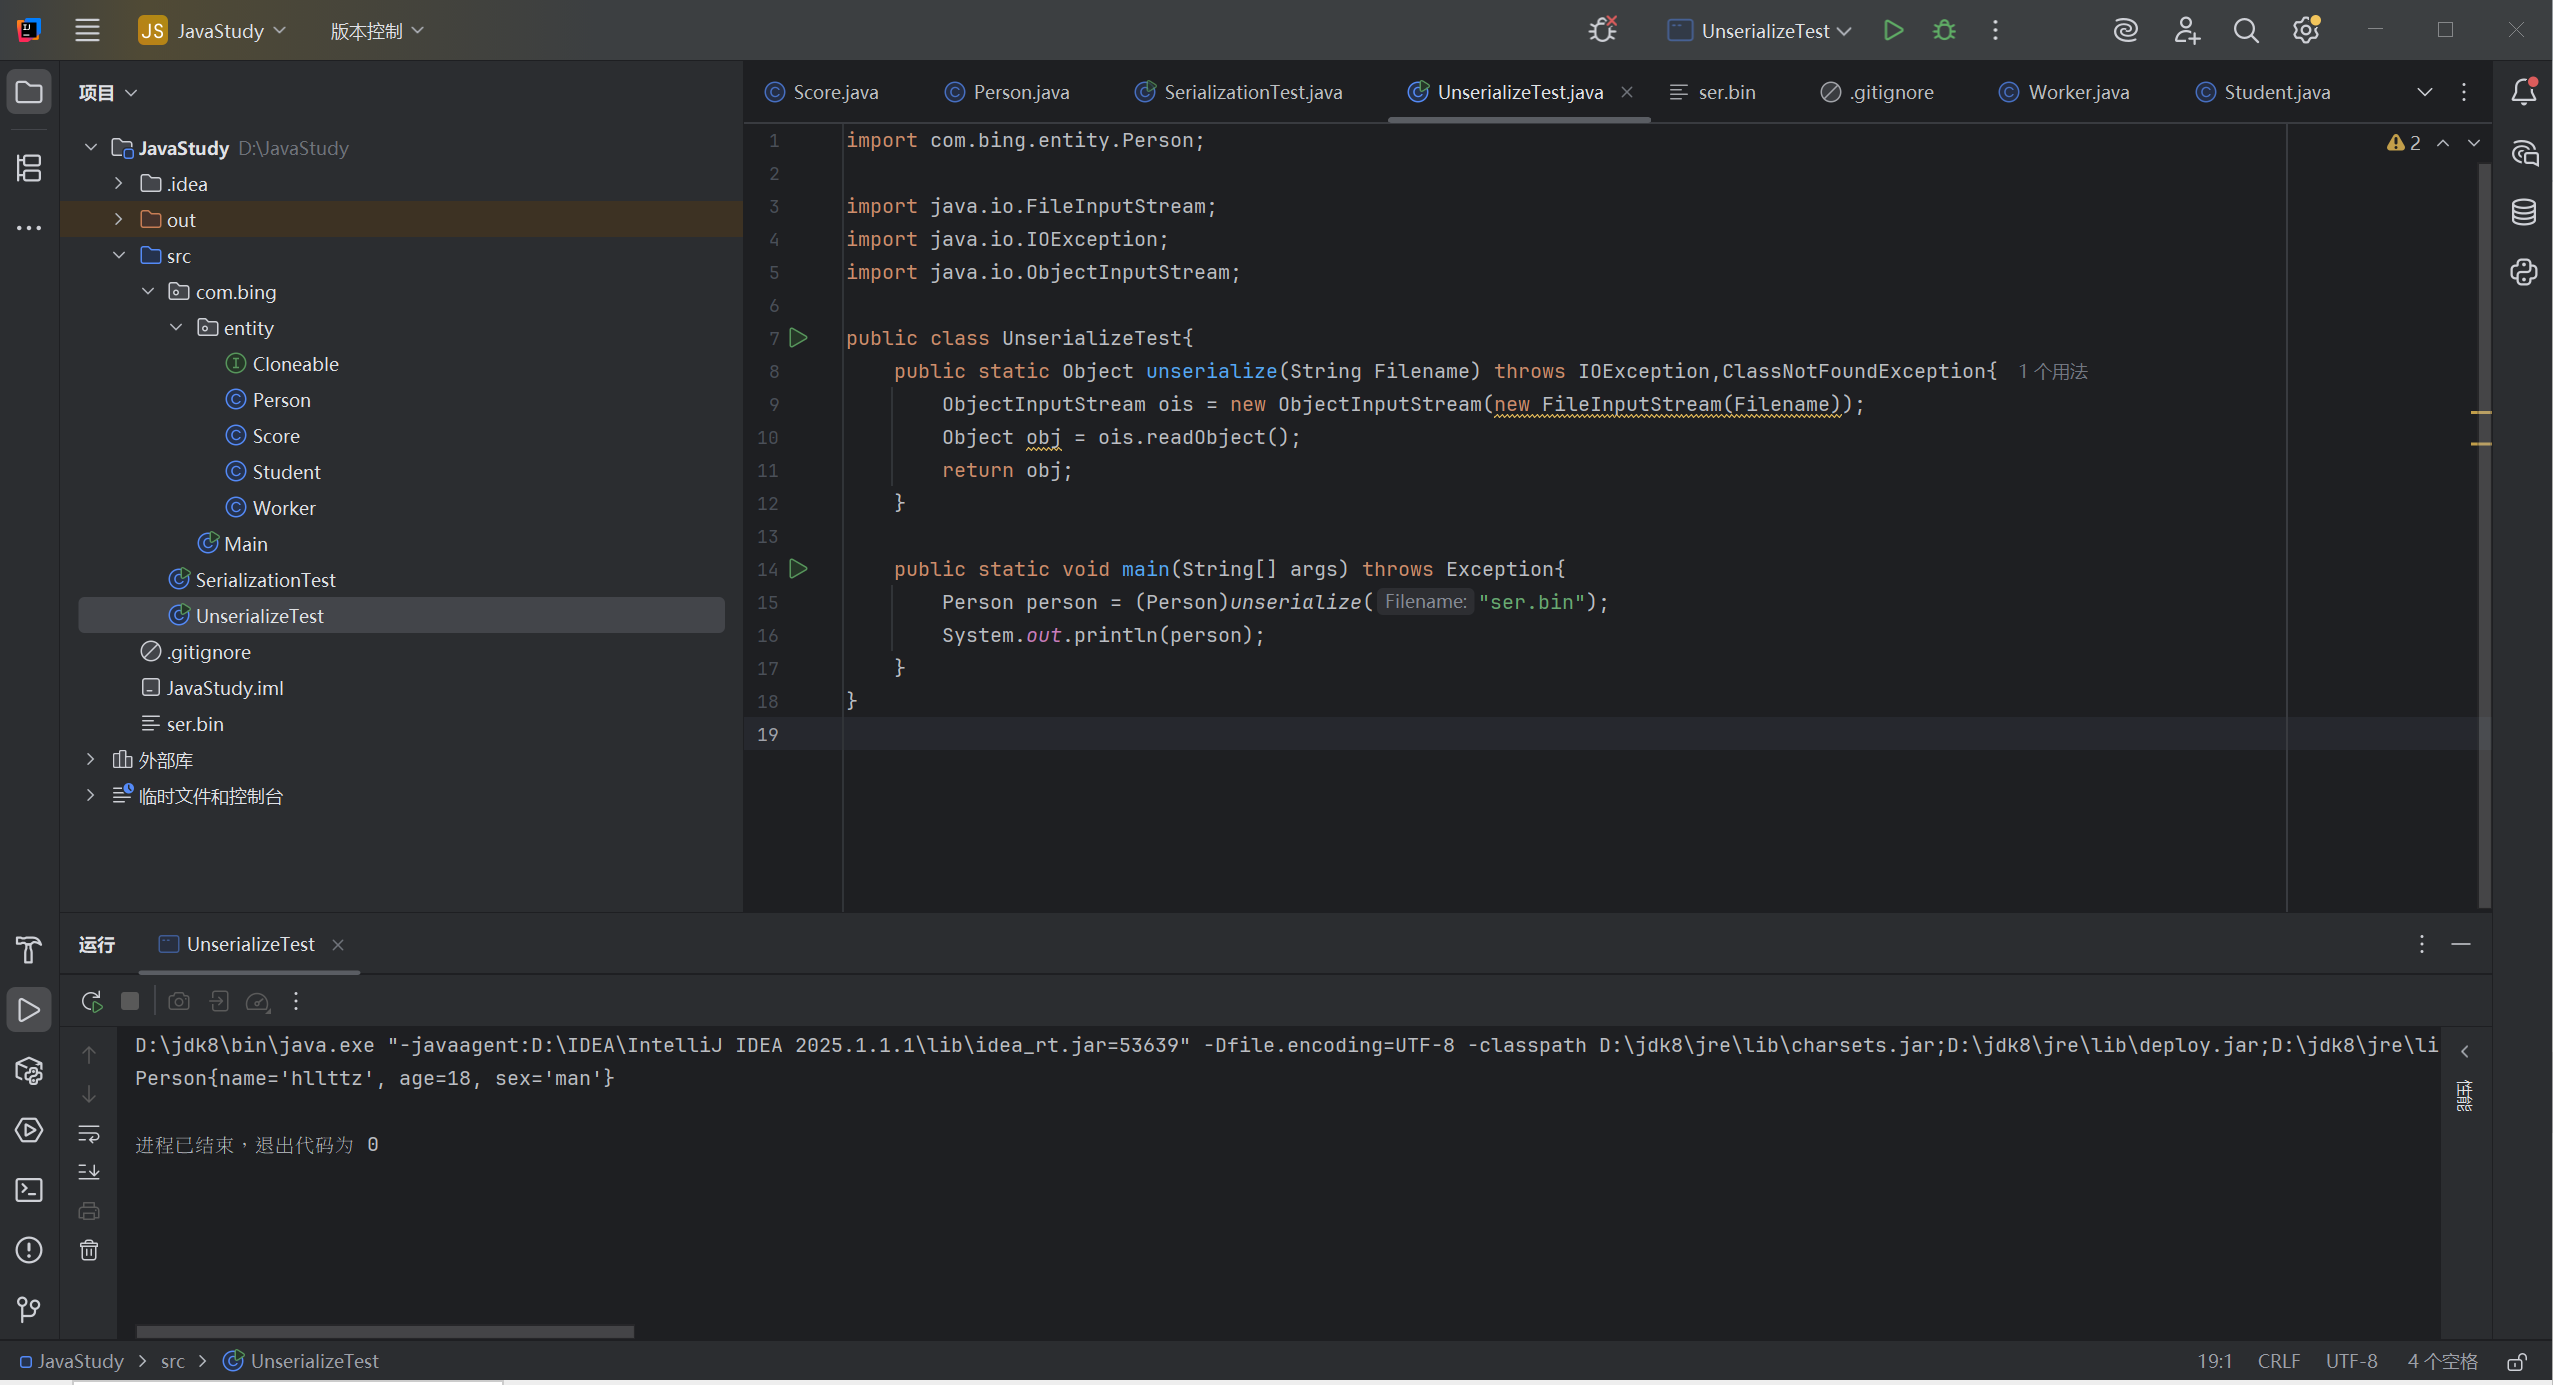 JS JavaStudy 版本控制 UnserializeTest
项目
JavaStudy D:\JavaStudy
.idea
out
src
com.bing
entity
Cloneable
Person
Score
Student
Worker
Main
SerializationTest
UnserializeTest
.gitignore
JavaStudy.iml
ser.bin
外部库
临时文件和控制台
Score.java Person.java SerializationTest.java UnserializeTest.java ser.bin .gitignore Worker.java Student.java
2
1 import com.bing.entity.Person;
2
3 import java.io.FileInputStream;
4 import java.io.IOException;
5 import java.io.ObjectInputStream;
6
7 public class UnserializeTest{
8 public static Object unserialize(String Filename) throws IOException,ClassNotFoundException{ 1 个用法
9 ObjectInputStream ois = new ObjectInputStream(new FileInputStream(Filename));
10 Object obj = ois.readObject();
11 return obj;
12 }
13
14 public static void main(String[] args) throws Exception{
15 Person person = (Person)unserialize( Filename: "ser.bin");
16 System.out.println(person);
17 }
18 }
19
运行 UnserializeTest
D:\jdk8\bin\java.exe "-javaagent:D:\IDEA\IntelliJ IDEA 2025.1.1.1\lib\idea_rt.jar=53639" -Dfile.encoding=UTF-8 -classpath D:\jdk8\jre\lib\charsets.jar;D:\jdk8\jre\lib\deploy.jar;D:\jdk8\jre\li
Person{name='hllttz', age=18, sex='man'}
进程已结束，退出代码为 0
性能
JavaStudy > src > UnserializeTest
19:1 CRLF UTF-8 4 个空格